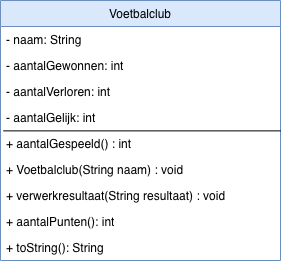 Voetbalclub
- naam: String
- aantalGewonnen: int
- aantalVerloren: int
- aantalGelijk: int
+ aantalGespeeld() : int
+ Voetbalclub(String naam) : void
+ verwerkresultaat(String resultaat) : void
+ aantalPunten(): int
+ toString(): String